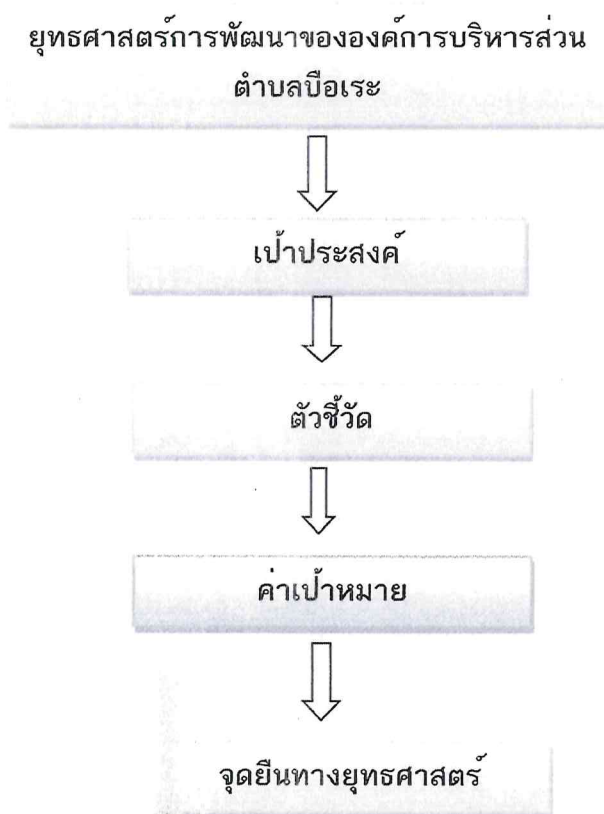 ยุทธศาสตร์การพัฒนาขององค์การบริหารส่วน
ตำบลบือเระ
เป้าประสงค์
ตัวชี้วัด
ค่าเป้าหมาย
จุดยืนทางยุทธศาสตร์